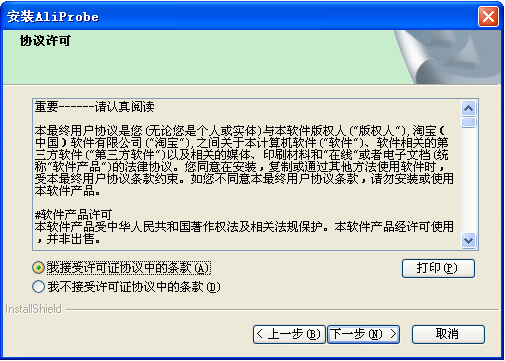 安装AliProbe
协议许可
重要------请认真阅读
本最终用户协议是您(无论您是个人或实体)与本软件版权人("版权人"),淘宝(
中国)软件有限公司("淘宝"),之间关于本计算机软件("软件")、软件相关的第
三方软件("第三方软件")以及相关的媒体、印刷材料和"在线"或者电子文档(统
称"软件产品")的法律协议。您同意在安装，复制或通过其他方法使用软件时，
受本最终用户协议条款约束。如您不同意本最终用户协议条款，请勿安装或使用
本软件产品。
#软件产品许可
本软件产品受中华人民共和国著作权法及相关法规保护。本软件产品经许可使用
，并非出售。
我接受许可证协议中的条款(A)
打印(P)
我不接受许可证协议中的条款(D)
InstallShield
< 上一步(B)
下一步(N) >
取消